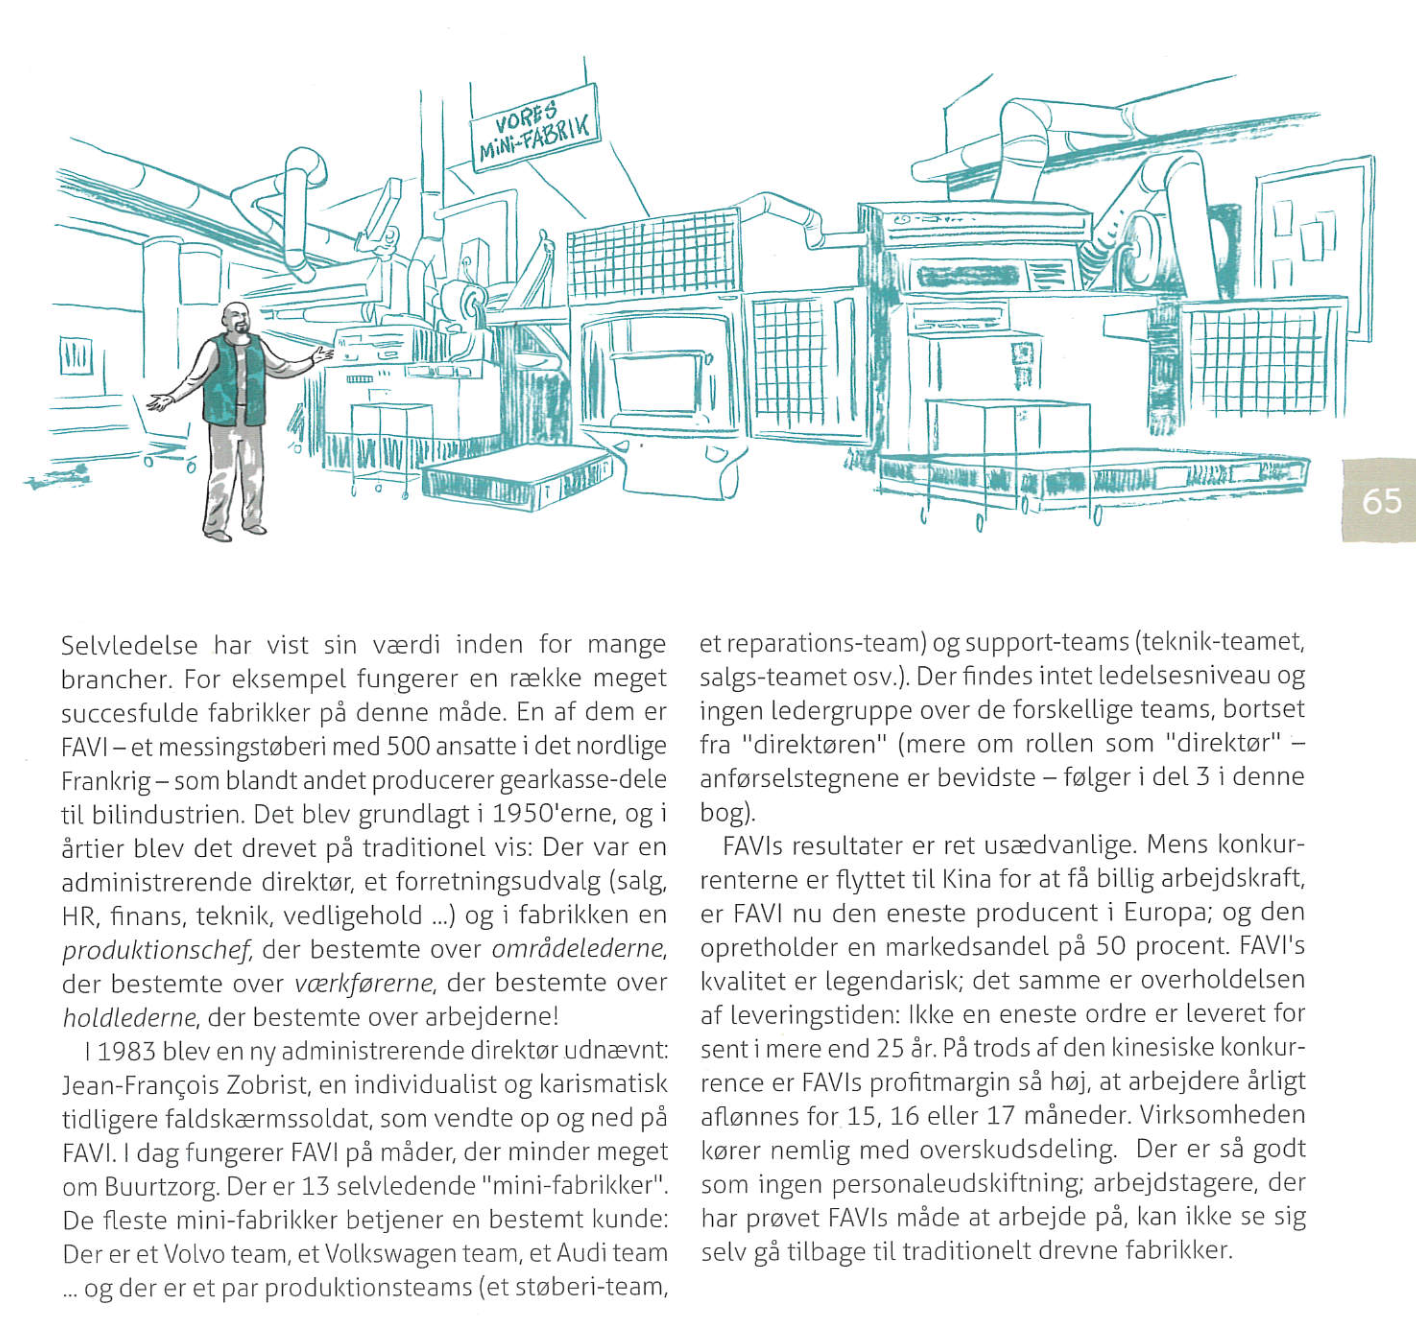 VORES
MiNi-FABRIK
65
Selvledelse har vist sin værdi inden for mange
brancher. For eksempel fungerer en række meget
succesfulde fabrikker på denne måde. En af dem er
FAVI – et messingstøberi med 500 ansatte i det nordlige
Frankrig – som blandt andet producerer gearkasse-dele
til bilindustrien. Det blev grundlagt i 1950'erne, og i
årtier blev det drevet på traditionel vis: Der var en
administrerende direktør, et forretningsudvalg (salg,
HR, finans, teknik, vedligehold ...) og i fabrikken en
produktionschef, der bestemte over områdelederne,
der bestemte over værkførerne, der bestemte over
holdlederne, der bestemte over arbejderne!
I 1983 blev en ny administrerende direktør udnævnt:
Jean-François Zobrist, en individualist og karismatisk
tidligere faldskærmssoldat, som vendte op og ned på
FAVI. I dag fungerer FAVI på måder, der minder meget
om Buurtzorg. Der er 13 selvledende "mini-fabrikker".
De fleste mini-fabrikker betjener en bestemt kunde:
Der er et Volvo team, et Volkswagen team, et Audi team
... og der er et par produktionsteams (et støberi-team,
et reparations-team) og support-teams (teknik-teamet,
salgs-teamet osv.). Der findes intet ledelsesniveau og
ingen ledergruppe over de forskellige teams, bortset
fra "direktøren" (mere om rollen som "direktør" –
anførselstegnene er bevidste – følger i del 3 i denne
bog).
FAVIs resultater er ret usædvanlige. Mens konkur-
renterne er flyttet til Kina for at få billig arbejdskraft,
er FAVI nu den eneste producent i Europa; og den
opretholder en markedsandel på 50 procent. FAVI's
kvalitet er legendarisk; det samme er overholdelsen
af leveringstiden: Ikke en eneste ordre er leveret for
sent i mere end 25 år. På trods af den kinesiske konkur-
rence er FAVIs profitmargin så høj, at arbejdere årligt
aflønnes for 15, 16 eller 17 måneder. Virksomheden
kører nemlig med overskudsdeling. Der er så godt
som ingen personaleudskiftning; arbejdstagere, der
har prøvet FAVIs måde at arbejde på, kan ikke se sig
selv gå tilbage til traditionelt drevne fabrikker.